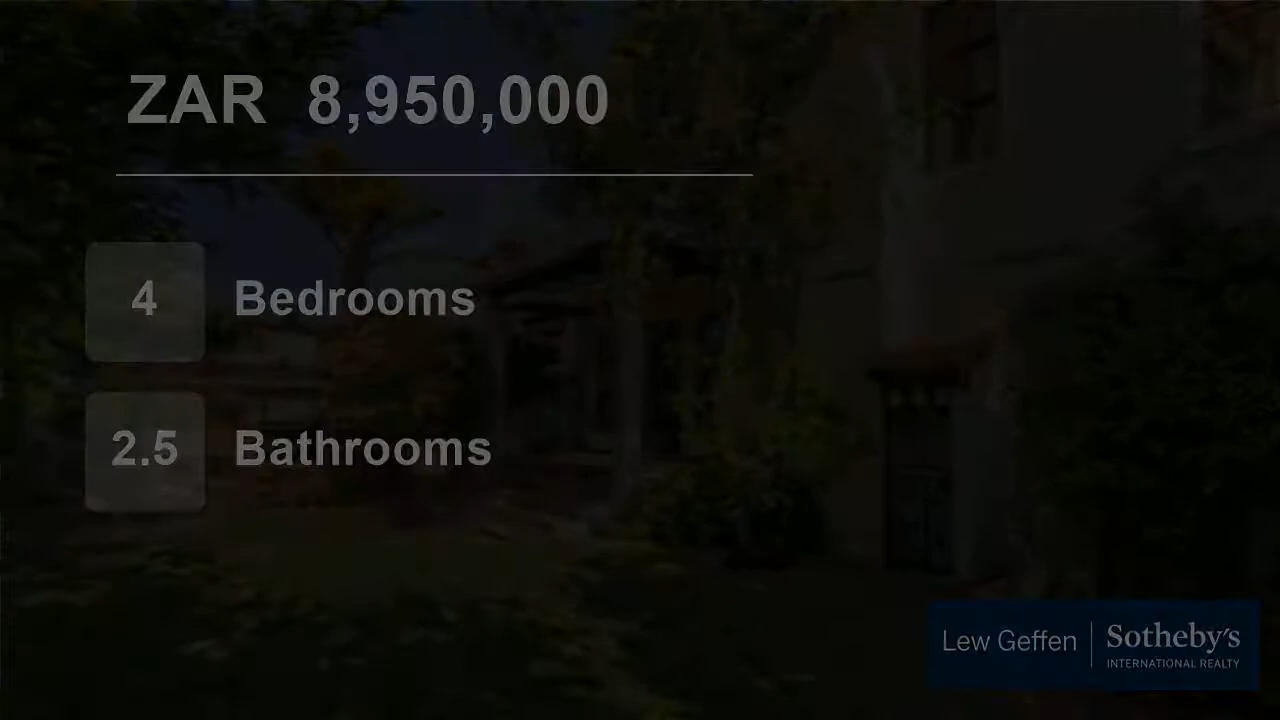 ZAR 8,950,000
4 Bedrooms
2.5 Bathrooms
Lew Geffen
Sotheby's
INTERNATIONAL REALTY